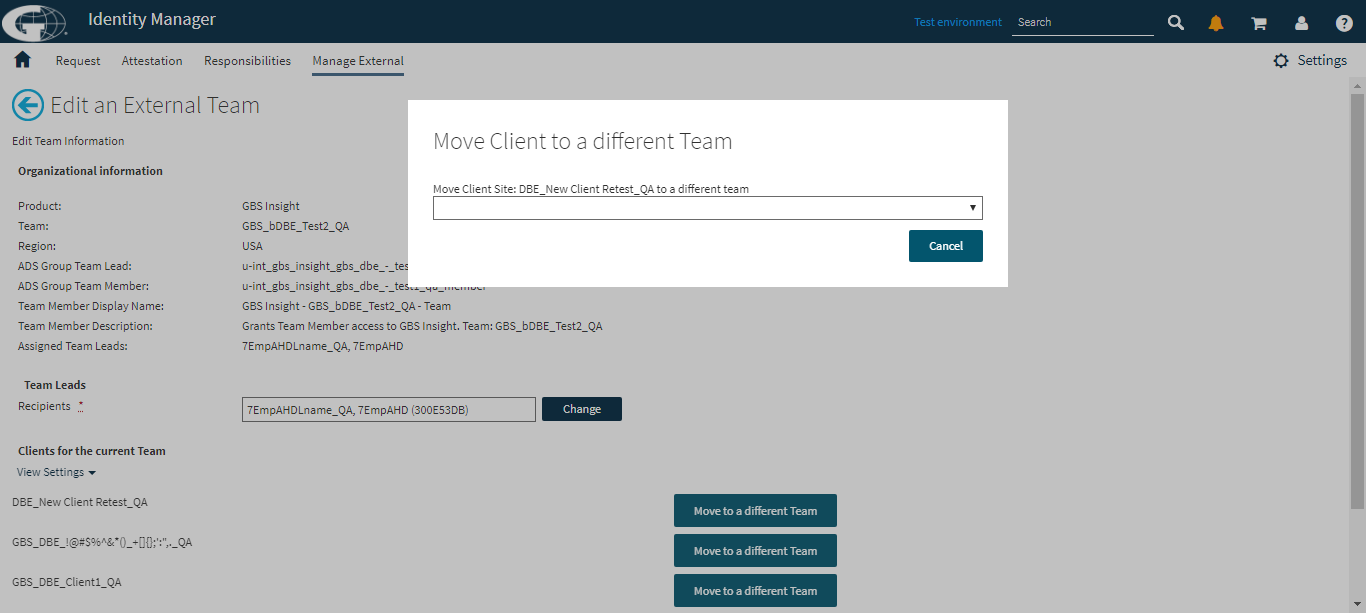 Identity Manager
Test environment
Search
Request Attestation Responsibilities Manage External
Settings
Edit an External Team
Edit Team Information
Organizational information
Product: GBS Insight
Team: GBS_bDBE_Test2_QA
Region: USA
ADS Group Team Lead: u-int_gbs_insight_gbs_dbe_-_tes
ADS Group Team Member: u-int_gbs_insight_gbs_dbe_-_test1_qa_member
Team Member Display Name: GBS Insight - GBS_bDBE_Test2_QA - Team
Team Member Description: Grants Team Member access to GBS Insight. Team: GBS_bDBE_Test2_QA
Assigned Team Leads: 7EmpAHDLname_QA, 7EmpAHD
Team Leads
Recipients * 7EmpAHDLname_QA, 7EmpAHD (300E53DB) Change
Clients for the current Team
View Settings
DBE_New Client Retest_QA Move to a different Team
GBS_DBE_!@#$%^&*()_+[]{};':",._QA Move to a different Team
GBS_DBE_Client1_QA Move to a different Team
Move Client to a different Team
Move Client Site: DBE_New Client Retest_QA to a different team
Cancel